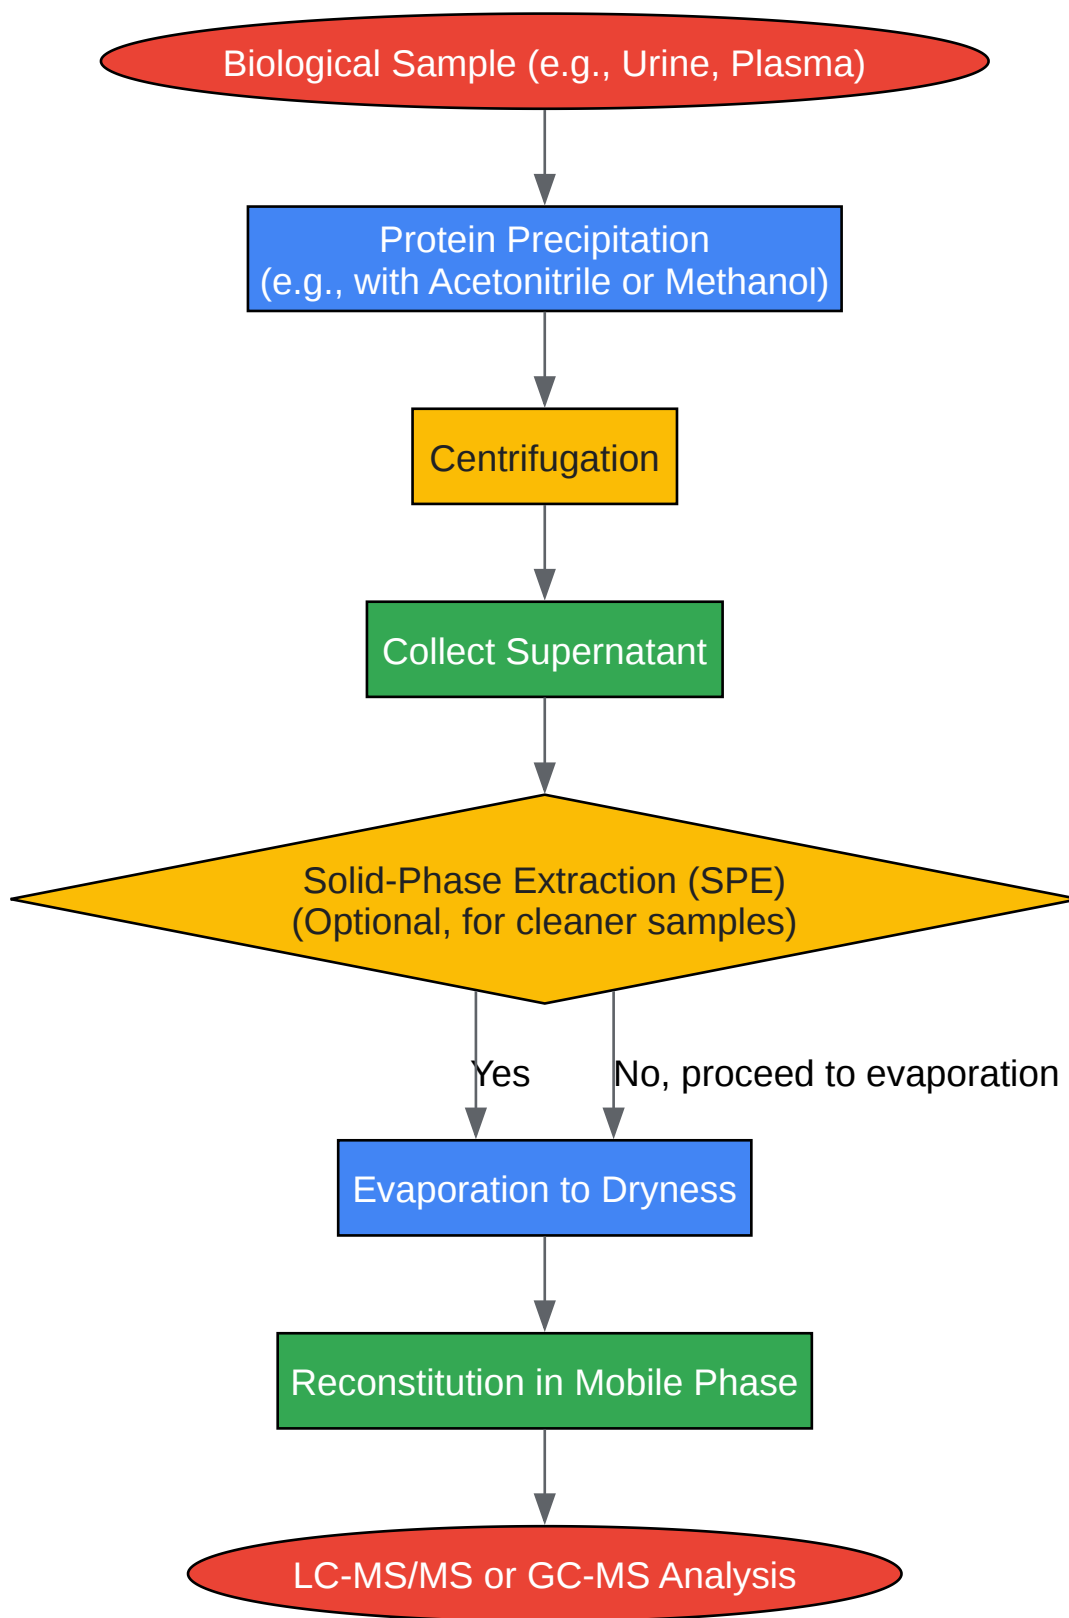 Biological Sample (e.g., Urine, Plasma)
Protein Precipitation
(e.g., with Acetonitrile or Methanol)
Centrifugation
Collect Supernatant
Solid-Phase Extraction (SPE)
(Optional, for cleaner samples)
Yes
No, proceed to evaporation
Evaporation to Dryness
Reconstitution in Mobile Phase
LC-MS/MS or GC-MS Analysis